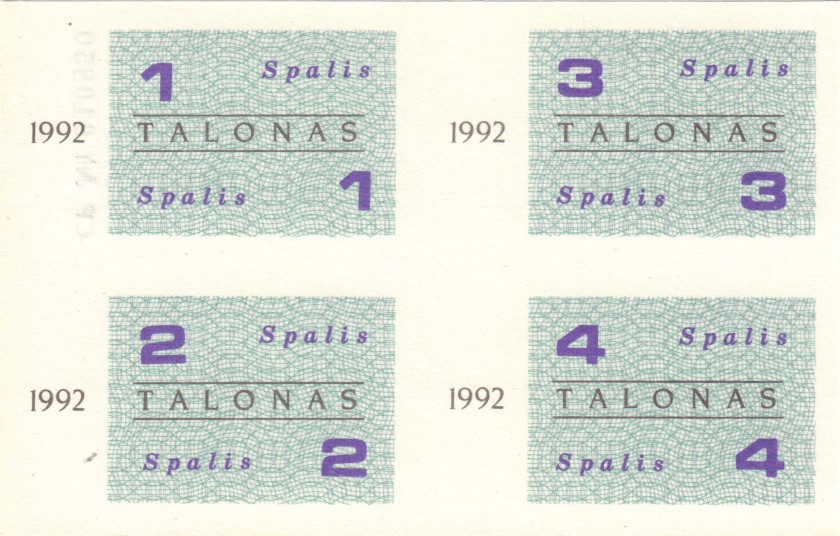 1 Spalis
1992 TALONAS
Spalis 1
3 Spalis
1992 TALONAS
Spalis 3
2 Spalis
1992 TALONAS
Spalis 2
4 Spalis
1992 TALONAS
Spalis 4